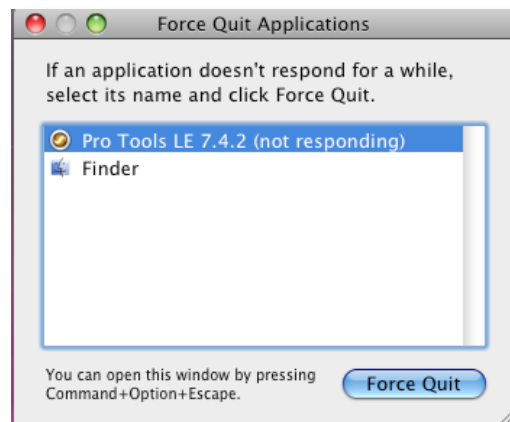 Force Quit Applications
If an application doesn't respond for a while,
select its name and click Force Quit.
Pro Tools LE 7.4.2 (not responding)
Finder
You can open this window by pressing
Command+Option+Escape.
Force Quit